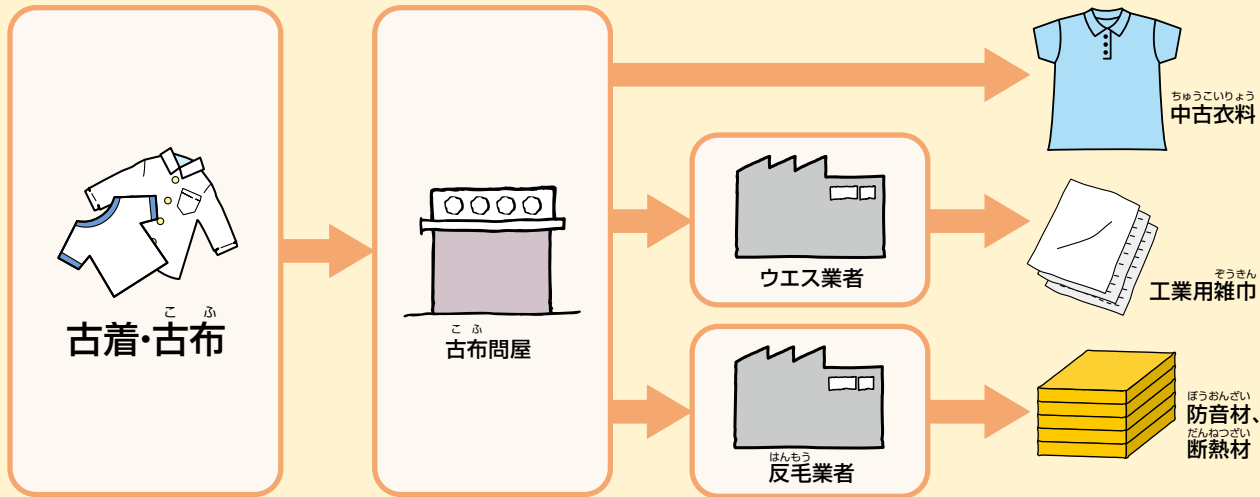 こふ
古着・古布
こふ
古布問屋
ちゅうこいりょう
中古衣料
ウエス業者
ぞうきん
工業用雑巾
はんもう
反毛業者
ぼうおんざい
防音材、
だんねつざい
断熱材